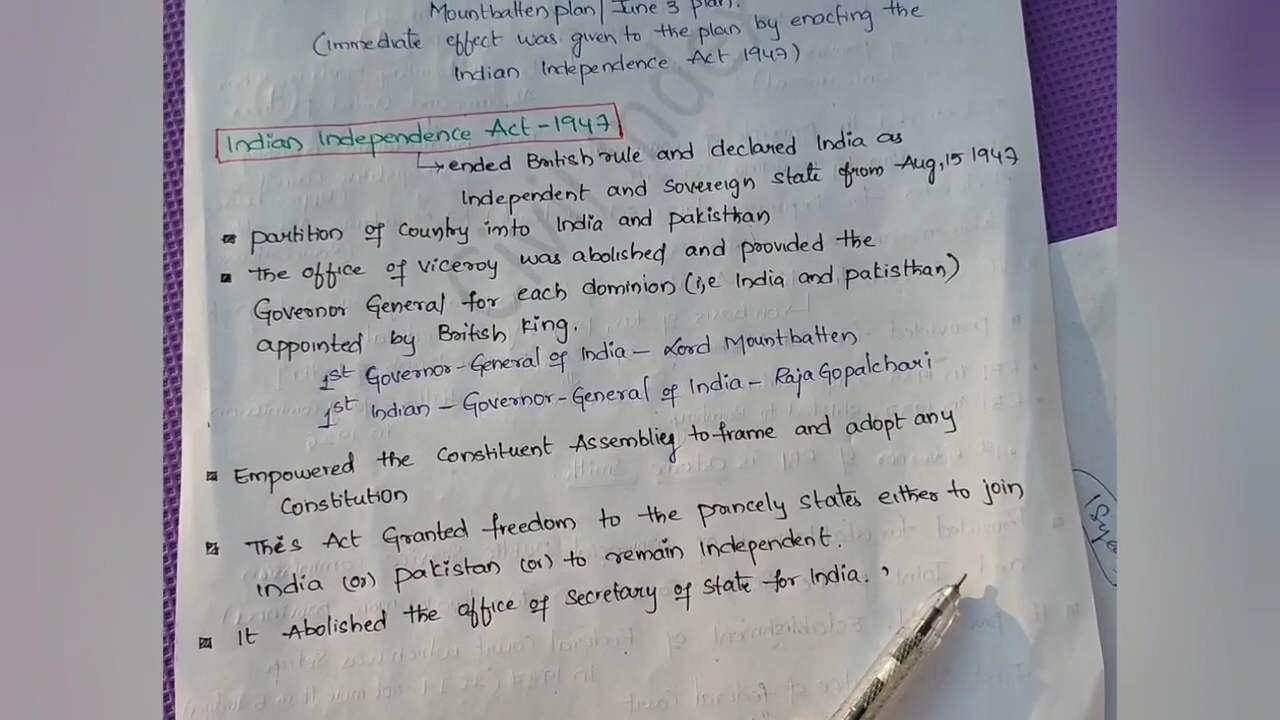 Mountbatten plan/ June 3 plan.
(immediate effect was given to the plan by enacting the
Indian Independence Act 1947)
Indian Independence Act - 1947
↳ ended British rule and declared India as
Independent and sovereign state from Aug, 15 1947
partition of country into India and pakisthan
the office of viceroy was abolished and provided the
Governor General for each dominion (i,e India and pakisthan)
appointed by British king.
1st Governor-General of India - Lord Mountbatten
1st Indian - Governor-General of India - Raja Gopalchari
Empowered the Constituent Assemblies to frame and adopt any
Constitution
This Act Granted freedom to the princely states either to join
India (or) pakistan (or) to remain independent.
It Abolished the office of secretary of state for India.